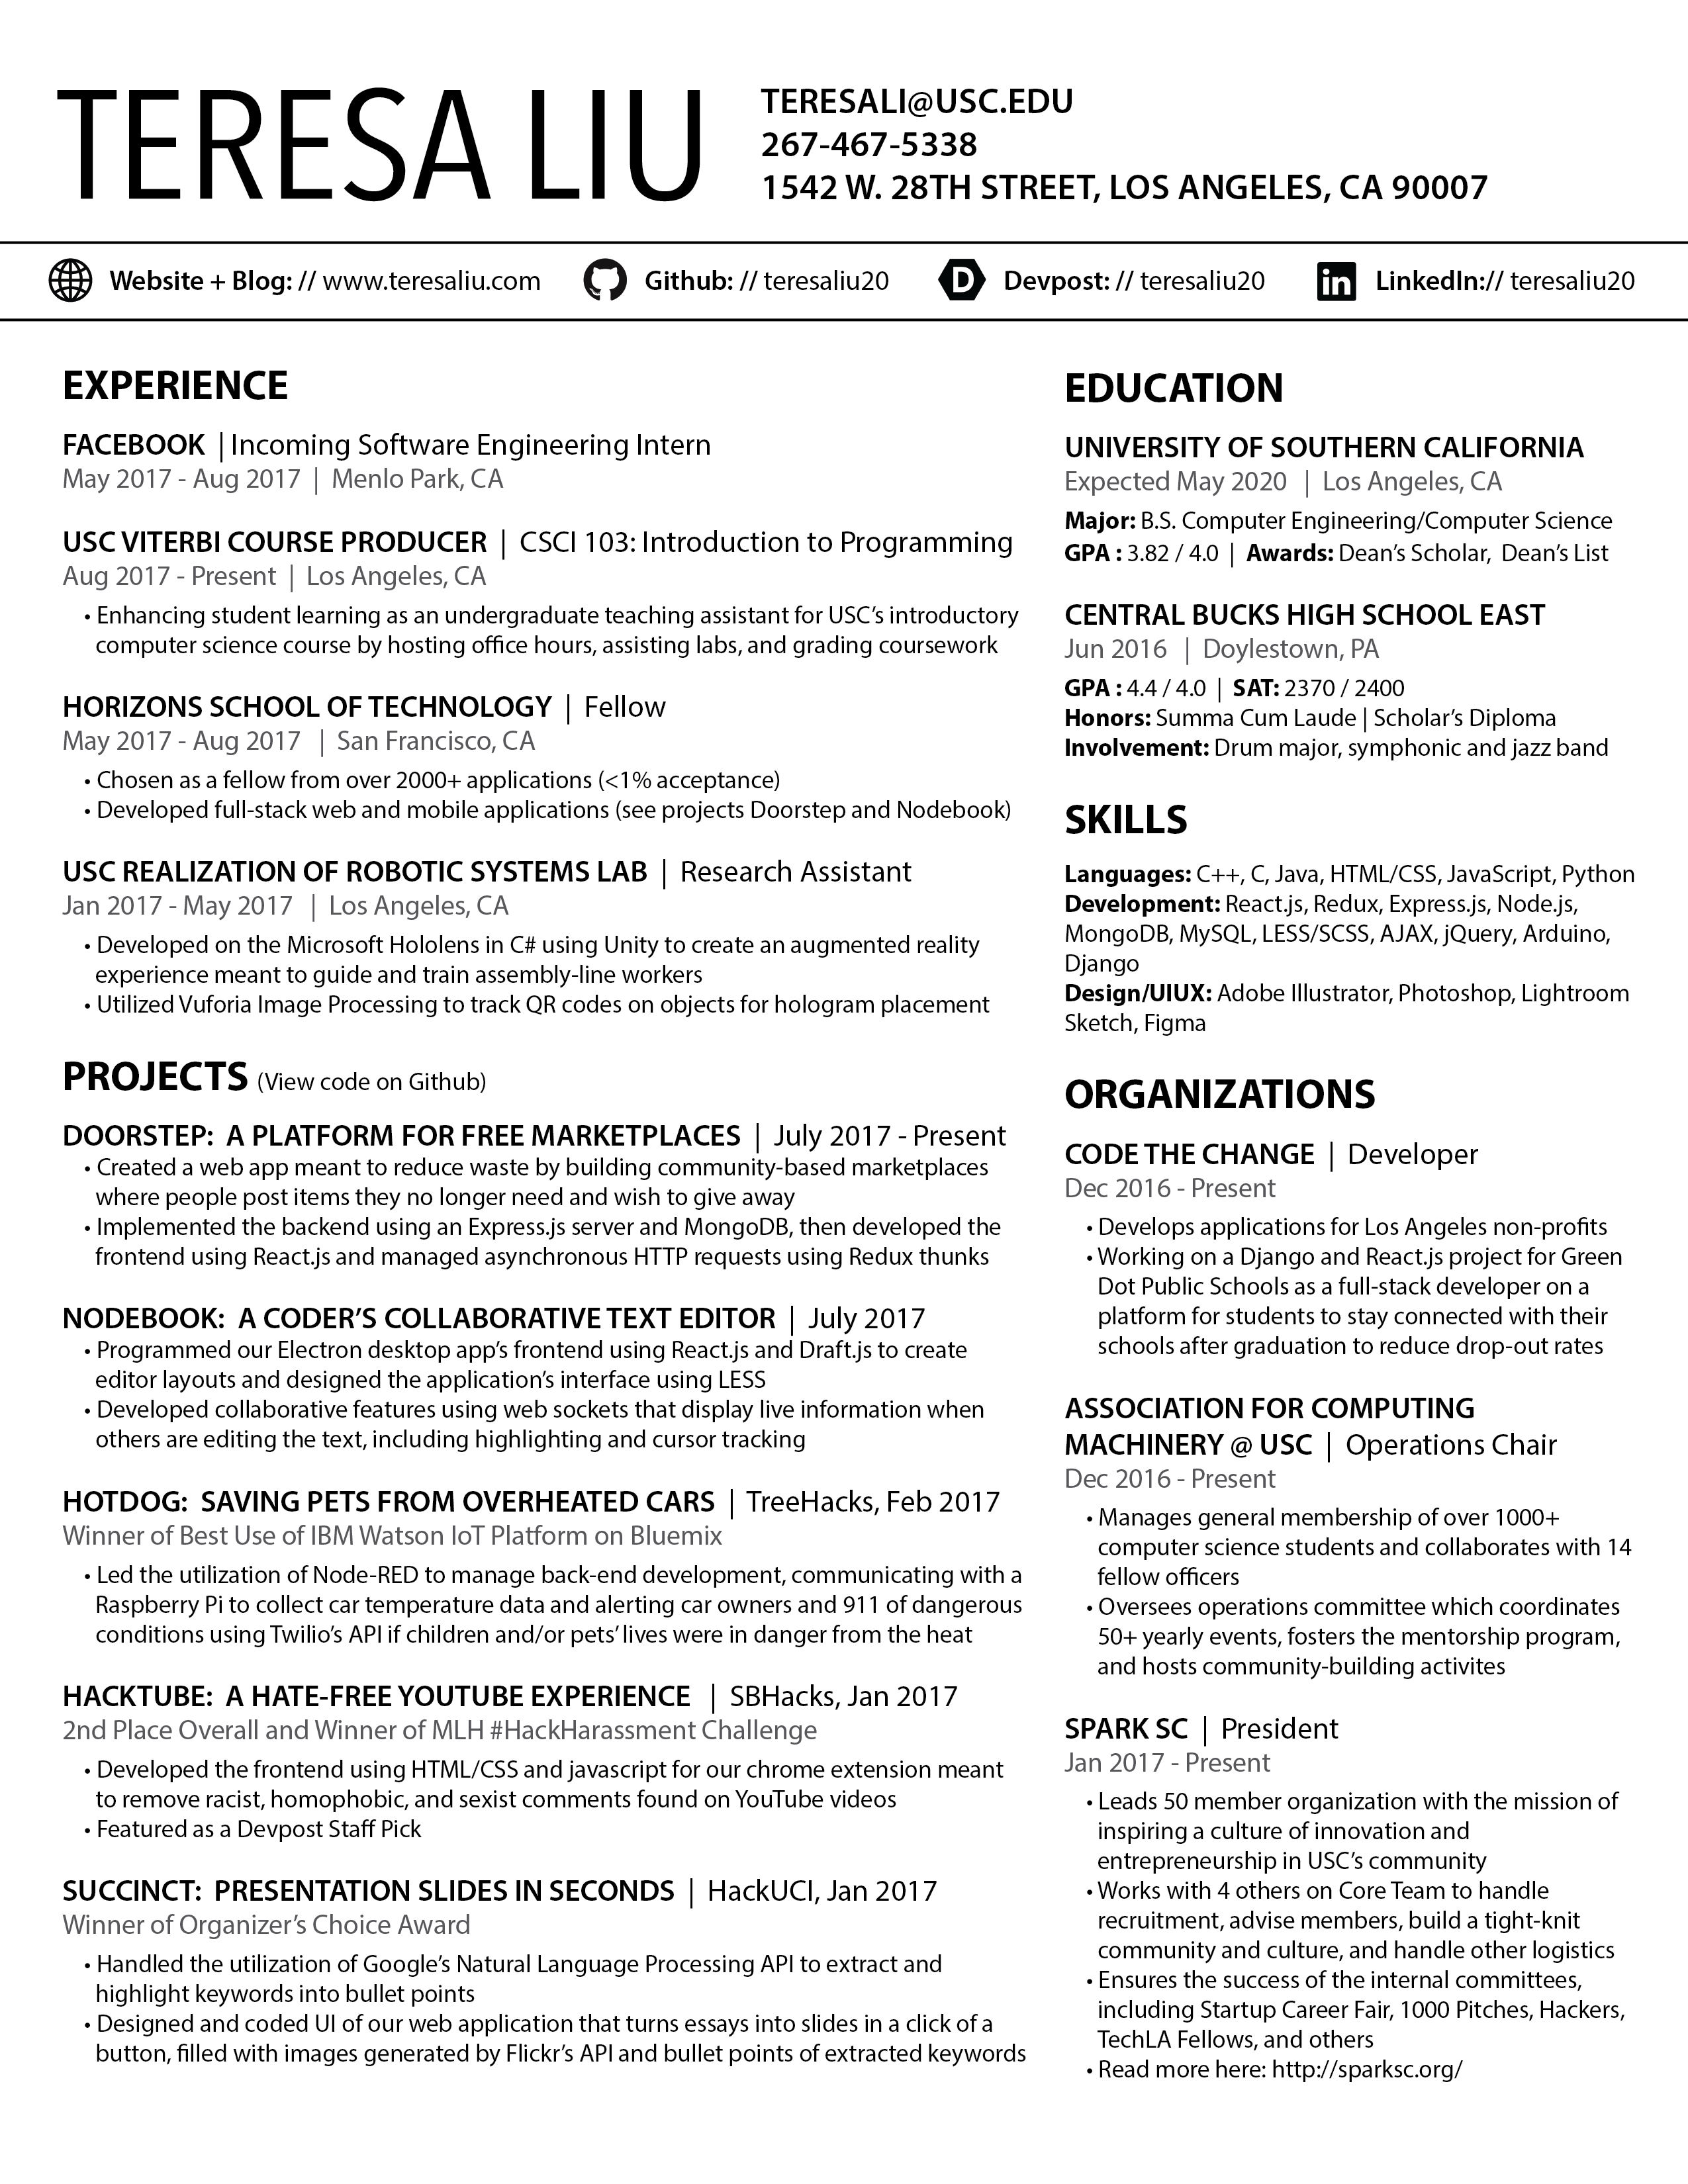 TERESA LIU
TERESALI@USC.EDU
267-467-5338
1542 W. 28TH STREET, LOS ANGELES, CA 90007
Website + Blog: // www.teresaliu.com
Github: // teresaliu20
Devpost: // teresaliu20
LinkedIn:// teresaliu20
EXPERIENCE
FACEBOOK | Incoming Software Engineering Intern
May 2017 - Aug 2017 | Menlo Park, CA
USC VITERBI COURSE PRODUCER | CSCI 103: Introduction to Programming
Aug 2017 - Present | Los Angeles, CA
• Enhancing student learning as an undergraduate teaching assistant for USC's introductory
computer science course by hosting office hours, assisting labs, and grading coursework
HORIZONS SCHOOL OF TECHNOLOGY | Fellow
May 2017 - Aug 2017 | San Francisco, CA
• Chosen as a fellow from over 2000+ applications (<1% acceptance)
• Developed full-stack web and mobile applications (see projects Doorstep and Nodebook)
USC REALIZATION OF ROBOTIC SYSTEMS LAB | Research Assistant
Jan 2017 - May 2017 | Los Angeles, CA
• Developed on the Microsoft Hololens in C# using Unity to create an augmented reality
experience meant to guide and train assembly-line workers
• Utilized Vuforia Image Processing to track QR codes on objects for hologram placement
PROJECTS (View code on Github)
DOORSTEP: A PLATFORM FOR FREE MARKETPLACES | July 2017 - Present
• Created a web app meant to reduce waste by building community-based marketplaces
where people post items they no longer need and wish to give away
• Implemented the backend using an Express.js server and MongoDB, then developed the
frontend using React.js and managed asynchronous HTTP requests using Redux thunks
NODEBOOK: A CODER'S COLLABORATIVE TEXT EDITOR | July 2017
• Programmed our Electron desktop app's frontend using React.js and Draft.js to create
editor layouts and designed the application's interface using LESS
• Developed collaborative features using web sockets that display live information when
others are editing the text, including highlighting and cursor tracking
HOTDOG: SAVING PETS FROM OVERHEATED CARS | TreeHacks, Feb 2017
Winner of Best Use of IBM Watson IoT Platform on Bluemix
• Led the utilization of Node-RED to manage back-end development, communicating with a
Raspberry Pi to collect car temperature data and alerting car owners and 911 of dangerous
conditions using Twilio's API if children and/or pets' lives were in danger from the heat
HACKTUBE: A HATE-FREE YOUTUBE EXPERIENCE | SBHacks, Jan 2017
2nd Place Overall and Winner of MLH #HackHarassment Challenge
• Developed the frontend using HTML/CSS and javascript for our chrome extension meant
to remove racist, homophobic, and sexist comments found on YouTube videos
• Featured as a Devpost Staff Pick
SUCCINCT: PRESENTATION SLIDES IN SECONDS | HackUCI, Jan 2017
Winner of Organizer's Choice Award
• Handled the utilization of Google's Natural Language Processing API to extract and
highlight keywords into bullet points
• Designed and coded UI of our web application that turns essays into slides in a click of a
button, filled with images generated by Flickr's API and bullet points of extracted keywords
EDUCATION
UNIVERSITY OF SOUTHERN CALIFORNIA
Expected May 2020 | Los Angeles, CA
Major: B.S. Computer Engineering/Computer Science
GPA : 3.82 / 4.0 | Awards: Dean's Scholar, Dean's List
CENTRAL BUCKS HIGH SCHOOL EAST
Jun 2016 | Doylestown, PA
GPA : 4.4 / 4.0 | SAT: 2370 / 2400
Honors: Summa Cum Laude | Scholar's Diploma
Involvement: Drum major, symphonic and jazz band
SKILLS
Languages: C++, C, Java, HTML/CSS, JavaScript, Python
Development: React.js, Redux, Express.js, Node.js,
MongoDB, MySQL, LESS/SCSS, AJAX, jQuery, Arduino,
Django
Design/UIUX: Adobe Illustrator, Photoshop, Lightroom
Sketch, Figma
ORGANIZATIONS
CODE THE CHANGE | Developer
Dec 2016 - Present
• Develops applications for Los Angeles non-profits
• Working on a Django and React.js project for Green
Dot Public Schools as a full-stack developer on a
platform for students to stay connected with their
schools after graduation to reduce drop-out rates
ASSOCIATION FOR COMPUTING
MACHINERY @ USC | Operations Chair
Dec 2016 - Present
• Manages general membership of over 1000+
computer science students and collaborates with 14
fellow officers
• Oversees operations committee which coordinates
50+ yearly events, fosters the mentorship program,
and hosts community-building activites
SPARK SC | President
Jan 2017 - Present
• Leads 50 member organization with the mission of
inspiring a culture of innovation and
entrepreneurship in USC's community
• Works with 4 others on Core Team to handle
recruitment, advise members, build a tight-knit
community and culture, and handle other logistics
• Ensures the success of the internal committees,
including Startup Career Fair, 1000 Pitches, Hackers,
TechLA Fellows, and others
• Read more here: http://sparksc.org/